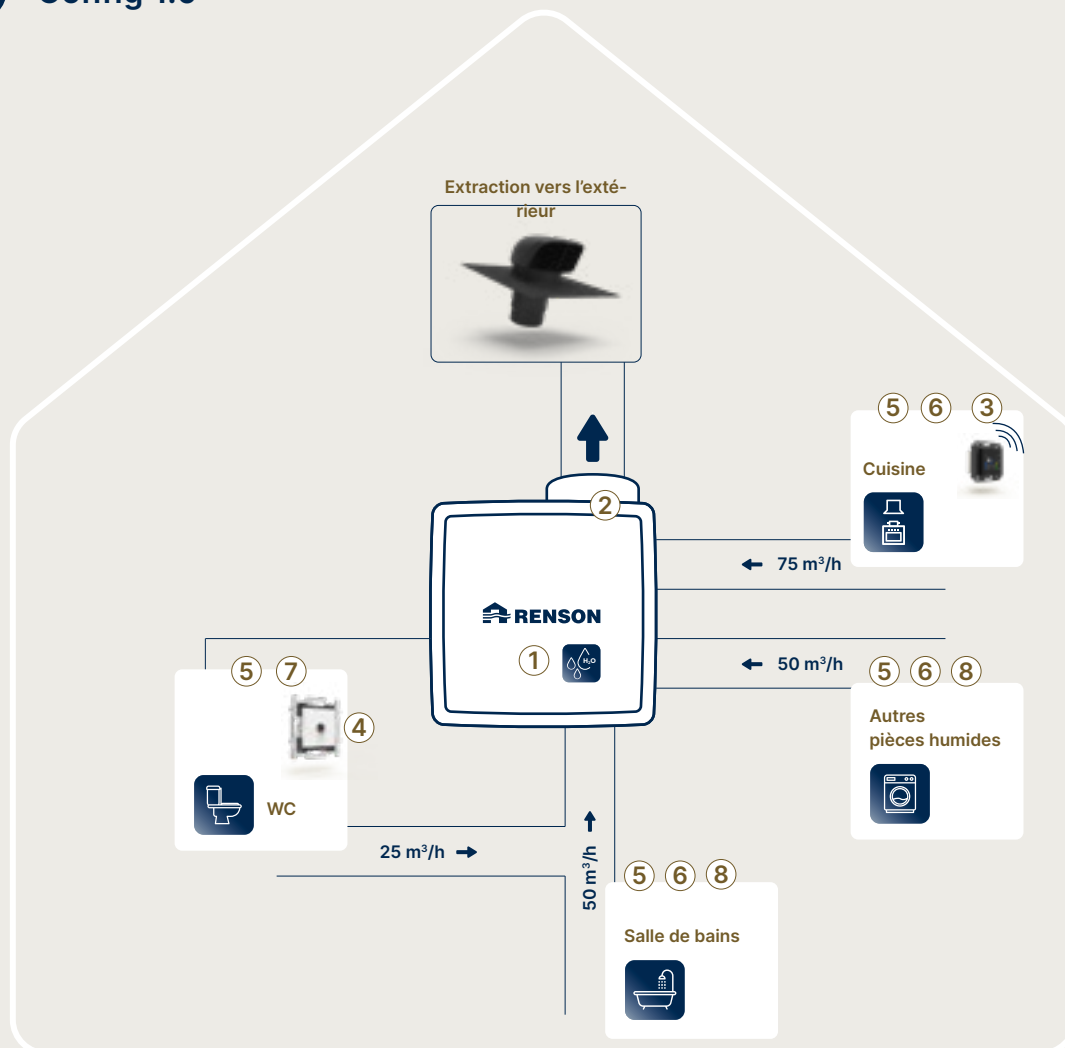 Extraction vers l'exté-
rieur
5 6 3
Cuisine
2
75 m³/h
RENSON
1 H₂O
50 m³/h
5 7
4
WC
5 6 8
Autres
pièces humides
25 m³/h
50 m³/h
5 6 8
Salle de bains